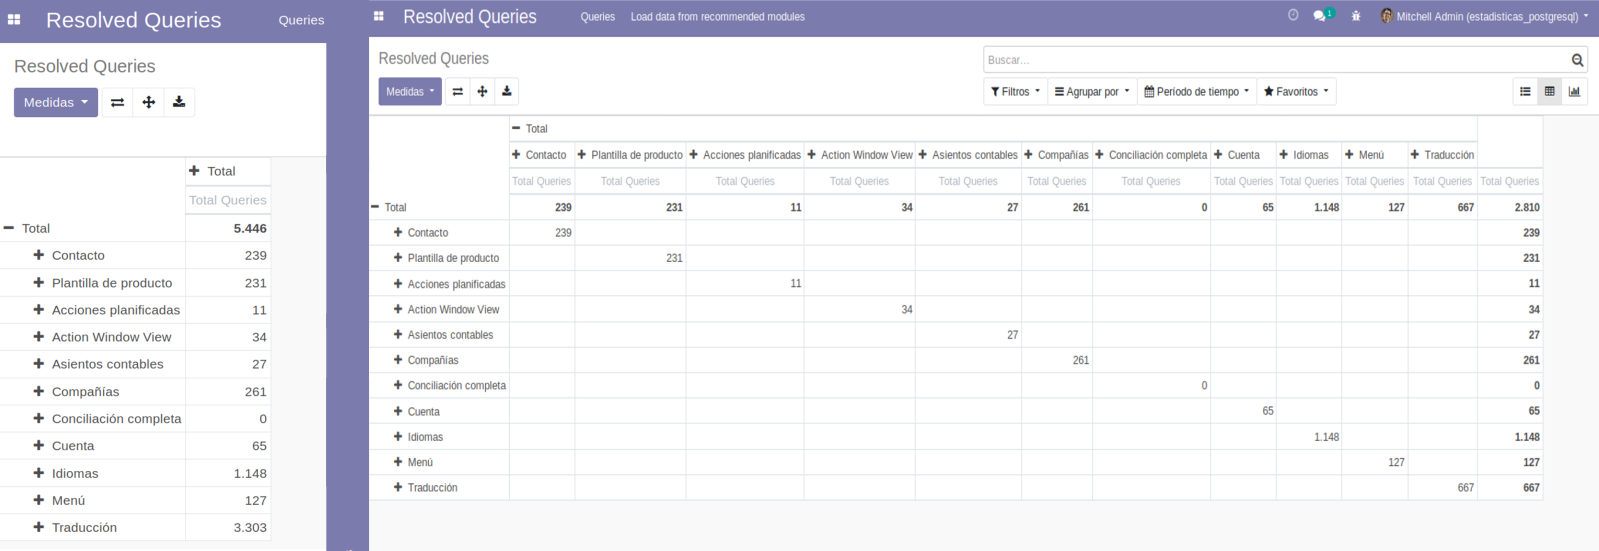 Resolved Queries Queries
Resolved Queries
Medidas
Total
Total Queries
Total 5.446
Contacto 239
Plantilla de producto 231
Acciones planificadas 11
Action Window View 34
Asientos contables 27
Compañías 261
Conciliación completa 0
Cuenta 65
Idiomas 1.148
Menú 127
Traducción 3.303
Resolved Queries Queries Load data from recommended modules 1 Mitchell Admin (estadisticas_postgresql)
Resolved Queries Buscar...
Medidas Filtros Agrupar por Período de tiempo Favoritos
Total
Contacto Plantilla de producto Acciones planificadas Action Window View Asientos contables Compañías Conciliación completa Cuenta Idiomas Menú Traducción
Total Queries Total Queries Total Queries Total Queries Total Queries Total Queries Total Queries Total Queries Total Queries Total Queries Total Queries Total Queries
Total 239 231 11 34 27 261 0 65 1.148 127 667 2.810
Contacto 239 239
Plantilla de producto 231 231
Acciones planificadas 11 11
Action Window View 34 34
Asientos contables 27 27
Compañías 261 261
Conciliación completa 0 0
Cuenta 65 65
Idiomas 1.148 1.148
Menú 127 127
Traducción 667 667